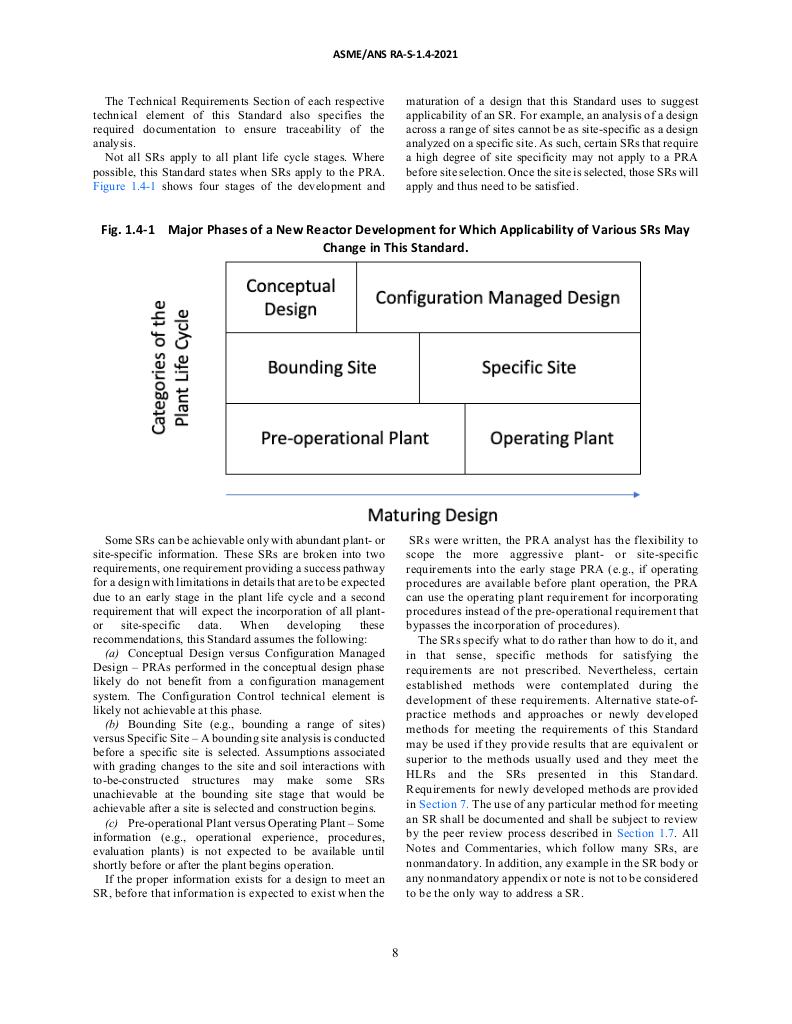 ASME/ANS RA-S-1.4-2021
The Technical Requirements Section of each respective
technical element of this Standard also specifies the
required documentation to ensure traceability of the
analysis.
Not all SRs apply to all plant life cycle stages. Where
possible, this Standard states when SRs apply to the PRA.
Figure 1.4-1 shows four stages of the development and
maturation of a design that this Standard uses to suggest
applicability of an SR. For example, an analysis of a design
across a range of sites cannot be as site-specific as a design
analyzed on a specific site. As such, certain SRs that require
a high degree of site specificity may not apply to a PRA
before site selection. Once the site is selected, those SRs will
apply and thus need to be satisfied.
Fig. 1.4-1 Major Phases of a New Reactor Development for Which Applicability of Various SRs May
Change in This Standard.
Categories of the
Plant Life Cycle
Conceptual
Design
Configuration Managed Design
Bounding Site
Specific Site
Pre-operational Plant
Operating Plant
Maturing Design
Some SRs can be achievable only with abundant plant- or
site-specific information. These SRs are broken into two
requirements, one requirement providing a success pathway
for a design with limitations in details that are to be expected
due to an early stage in the plant life cycle and a second
requirement that will expect the incorporation of all plant-
or site-specific data. When developing these
recommendations, this Standard assumes the following:
(a) Conceptual Design versus Configuration Managed
Design – PRAs performed in the conceptual design phase
likely do not benefit from a configuration management
system. The Configuration Control technical element is
likely not achievable at this phase.
(b) Bounding Site (e.g., bounding a range of sites)
versus Specific Site – A bounding site analysis is conducted
before a specific site is selected. Assumptions associated
with grading changes to the site and soil interactions with
to-be-constructed structures may make some SRs
unachievable at the bounding site stage that would be
achievable after a site is selected and construction begins.
(c) Pre-operational Plant versus Operating Plant – Some
information (e.g., operational experience, procedures,
evaluation plants) is not expected to be available until
shortly before or after the plant begins operation.
If the proper information exists for a design to meet an
SR, before that information is expected to exist when the
SRs were written, the PRA analyst has the flexibility to
scope the more aggressive plant- or site-specific
requirements into the early stage PRA (e.g., if operating
procedures are available before plant operation, the PRA
can use the operating plant requirement for incorporating
procedures instead of the pre-operational requirement that
bypasses the incorporation of procedures).
The SRs specify what to do rather than how to do it, and
in that sense, specific methods for satisfying the
requirements are not prescribed. Nevertheless, certain
established methods were contemplated during the
development of these requirements. Alternative state-of-
practice methods and approaches or newly developed
methods for meeting the requirements of this Standard
may be used if they provide results that are equivalent or
superior to the methods usually used and they meet the
HLRs and the SRs presented in this Standard.
Requirements for newly developed methods are provided
in Section 7. The use of any particular method for meeting
an SR shall be documented and shall be subject to review
by the peer review process described in Section 1.7. All
Notes and Commentaries, which follow many SRs, are
nonmandatory. In addition, any example in the SR body or
any nonmandatory appendix or note is not to be considered
to be the only way to address a SR.
8